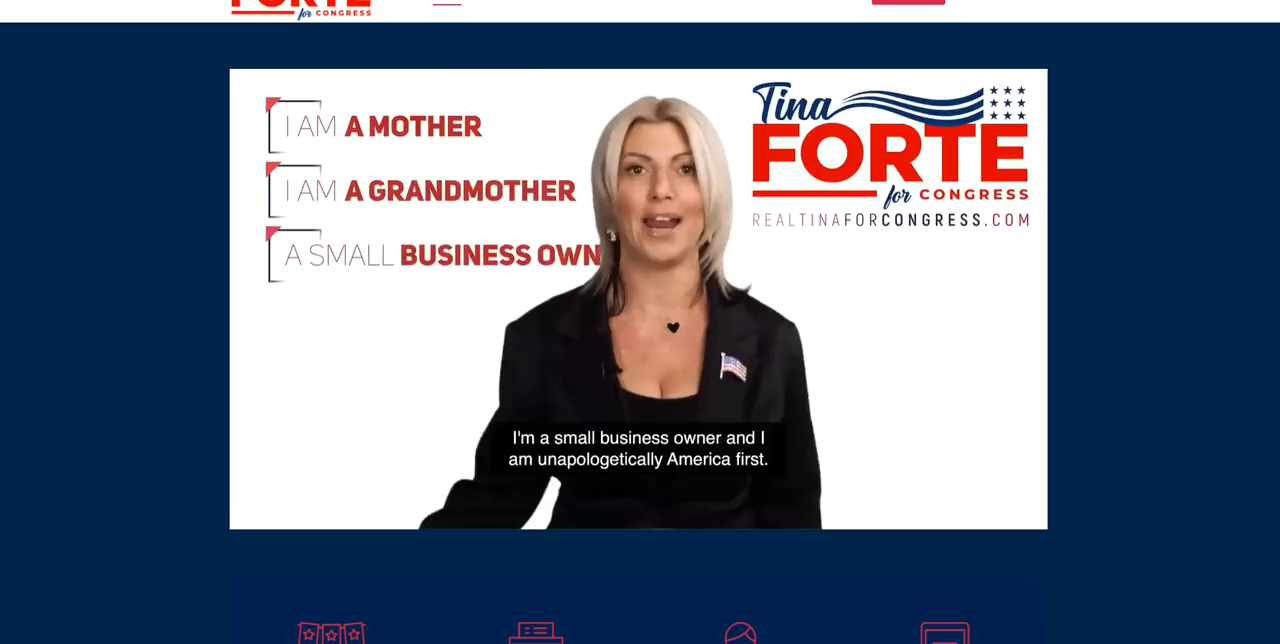 FORTE
for CONGRESS
I AM A MOTHER
I AM A GRANDMOTHER
A SMALL BUSINESS OWN
Tina
FORTE
for CONGRESS
REALTINAFORCONGRESS.COM
I'm a small business owner and I
am unapologetically America first.